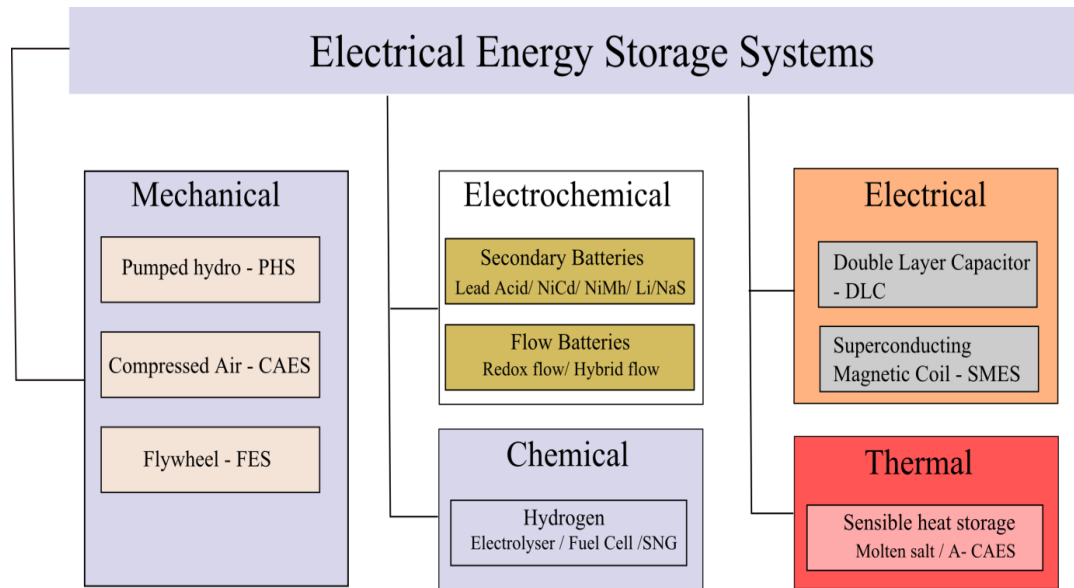 Electrical Energy Storage Systems
Mechanical
Pumped hydro - PHS
Compressed Air - CAES
Flywheel - FES
Electrochemical
Secondary Batteries
Lead Acid/ NiCd/ NiMh/ Li/NaS
Flow Batteries
Redox flow/ Hybrid flow
Chemical
Hydrogen
Electrolyser / Fuel Cell /SNG
Electrical
Double Layer Capacitor
- DLC
Superconducting
Magnetic Coil - SMES
Thermal
Sensible heat storage
Molten salt / A- CAES